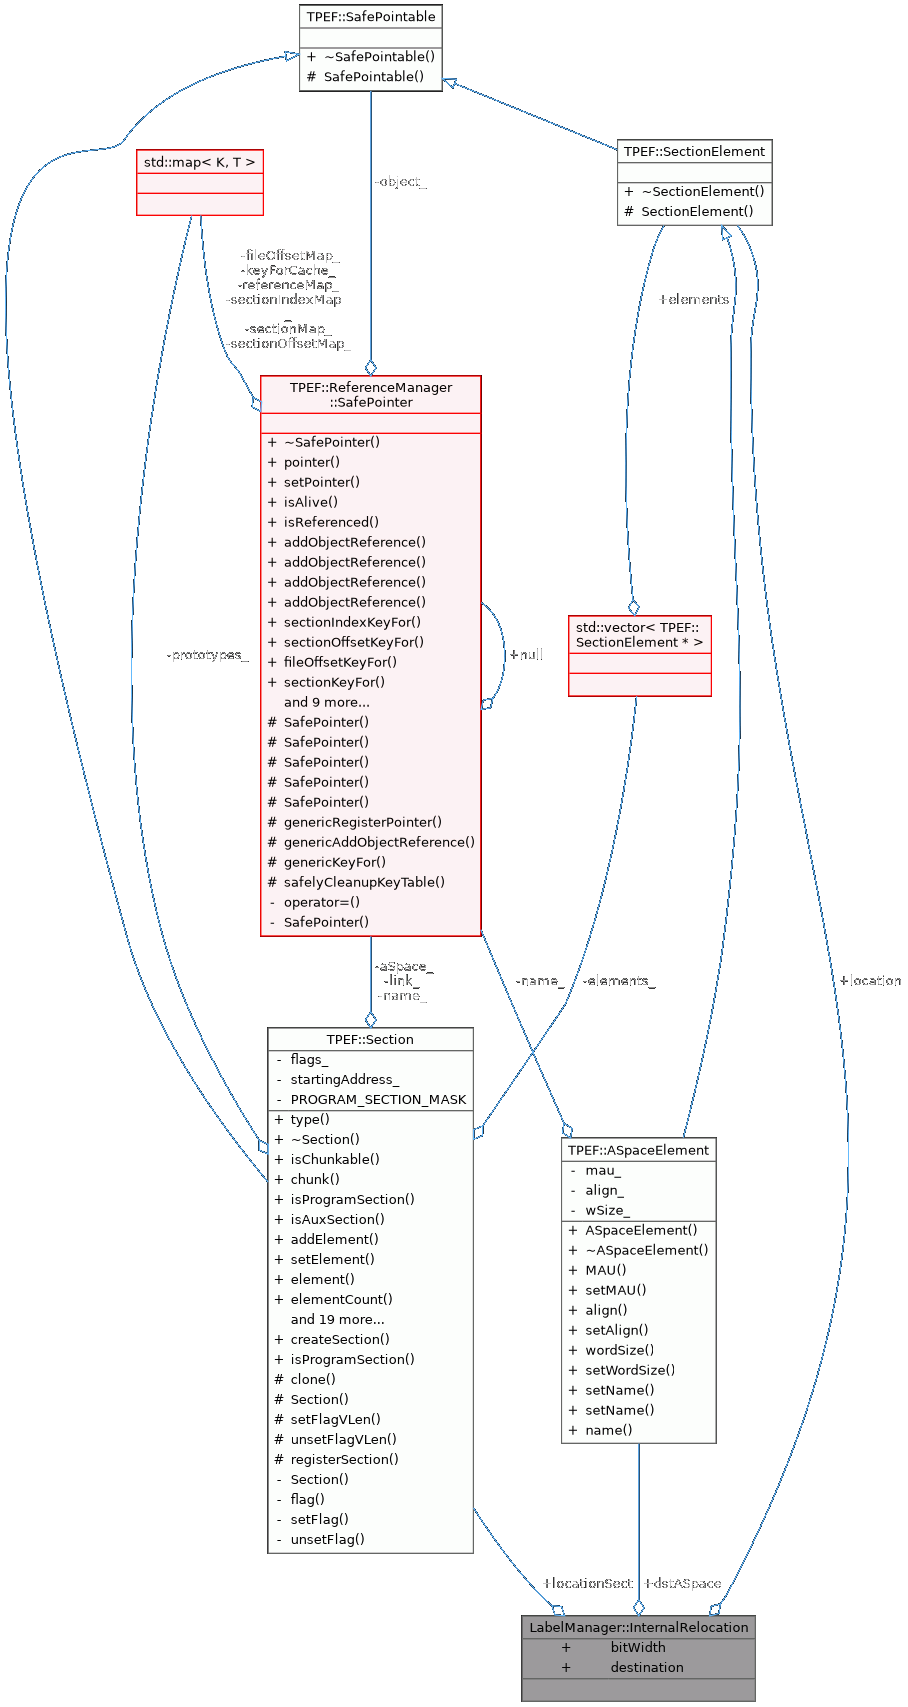 TPEF::SafePointable
+ ~SafePointable()
# SafePointable()
TPEF::SectionElement
+ ~SectionElement()
# SectionElement()
std::map< K, T >
-object_
-fileOffsetMap_
-keyForCache_
-referenceMap_
-sectionIndexMap
_
-sectionMap_
-sectionOffsetMap_
+elements
TPEF::ReferenceManager
::SafePointer
+ ~SafePointer()
+ pointer()
+ setPointer()
+ isAlive()
+ isReferenced()
+ addObjectReference()
+ addObjectReference()
+ addObjectReference()
+ addObjectReference()
+ sectionIndexKeyFor()
+ sectionOffsetKeyFor()
+ fileOffsetKeyFor()
+ sectionKeyFor()
and 9 more...
# SafePointer()
# SafePointer()
# SafePointer()
# SafePointer()
# SafePointer()
# genericRegisterPointer()
# genericAddObjectReference()
# genericKeyFor()
# safelyCleanupKeyTable()
- operator=()
- SafePointer()
+null
-prototypes_
std::vector< TPEF::
SectionElement * >
-aSpace_
-link_
-name_
-name_
-elements_
+location
TPEF::Section
- flags_
- startingAddress_
- PROGRAM_SECTION_MASK
+ type()
+ ~Section()
+ isChunkable()
+ chunk()
+ isProgramSection()
+ isAuxSection()
+ addElement()
+ setElement()
+ element()
+ elementCount()
and 19 more...
+ createSection()
+ isProgramSection()
# clone()
# Section()
# setFlagVLen()
# unsetFlagVLen()
# registerSection()
- Section()
- flag()
- setFlag()
- unsetFlag()
TPEF::ASpaceElement
- mau_
- align_
- wSize_
+ ASpaceElement()
+ ~ASpaceElement()
+ MAU()
+ setMAU()
+ align()
+ setAlign()
+ wordSize()
+ setWordSize()
+ setName()
+ setName()
+ name()
+locationSect
+dstASpace
LabelManager::InternalRelocation
+ bitWidth
+ destination